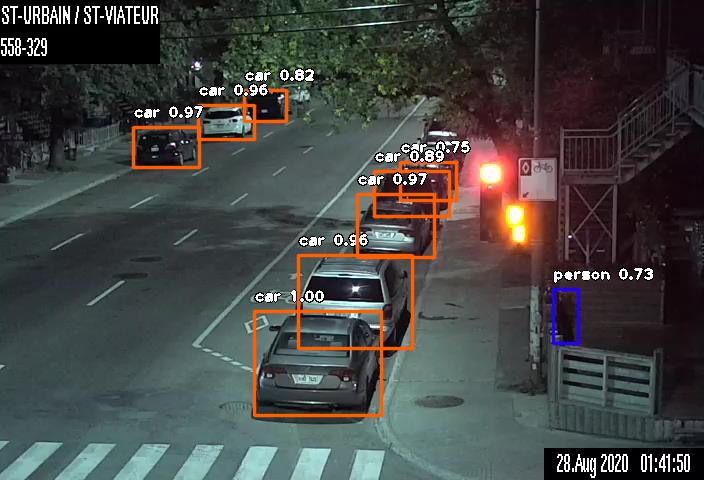 ST-URBAIN / ST-VIATEUR
558-329
car 0.82
car 0.96
car 0.97
car 0.75
car 0.89
car 0.97
car 0.96
car 1.00
person 0.73
28.Aug 2020 01:41:50